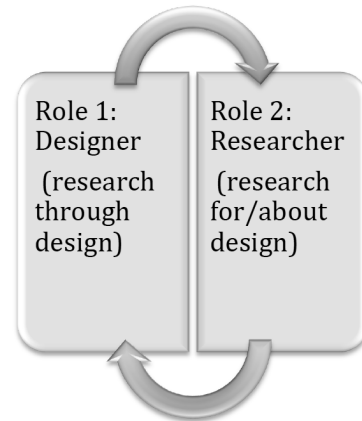 Role 1:
Designer
(research
through
design)
Role 2:
Researcher
(research
for/about
design)